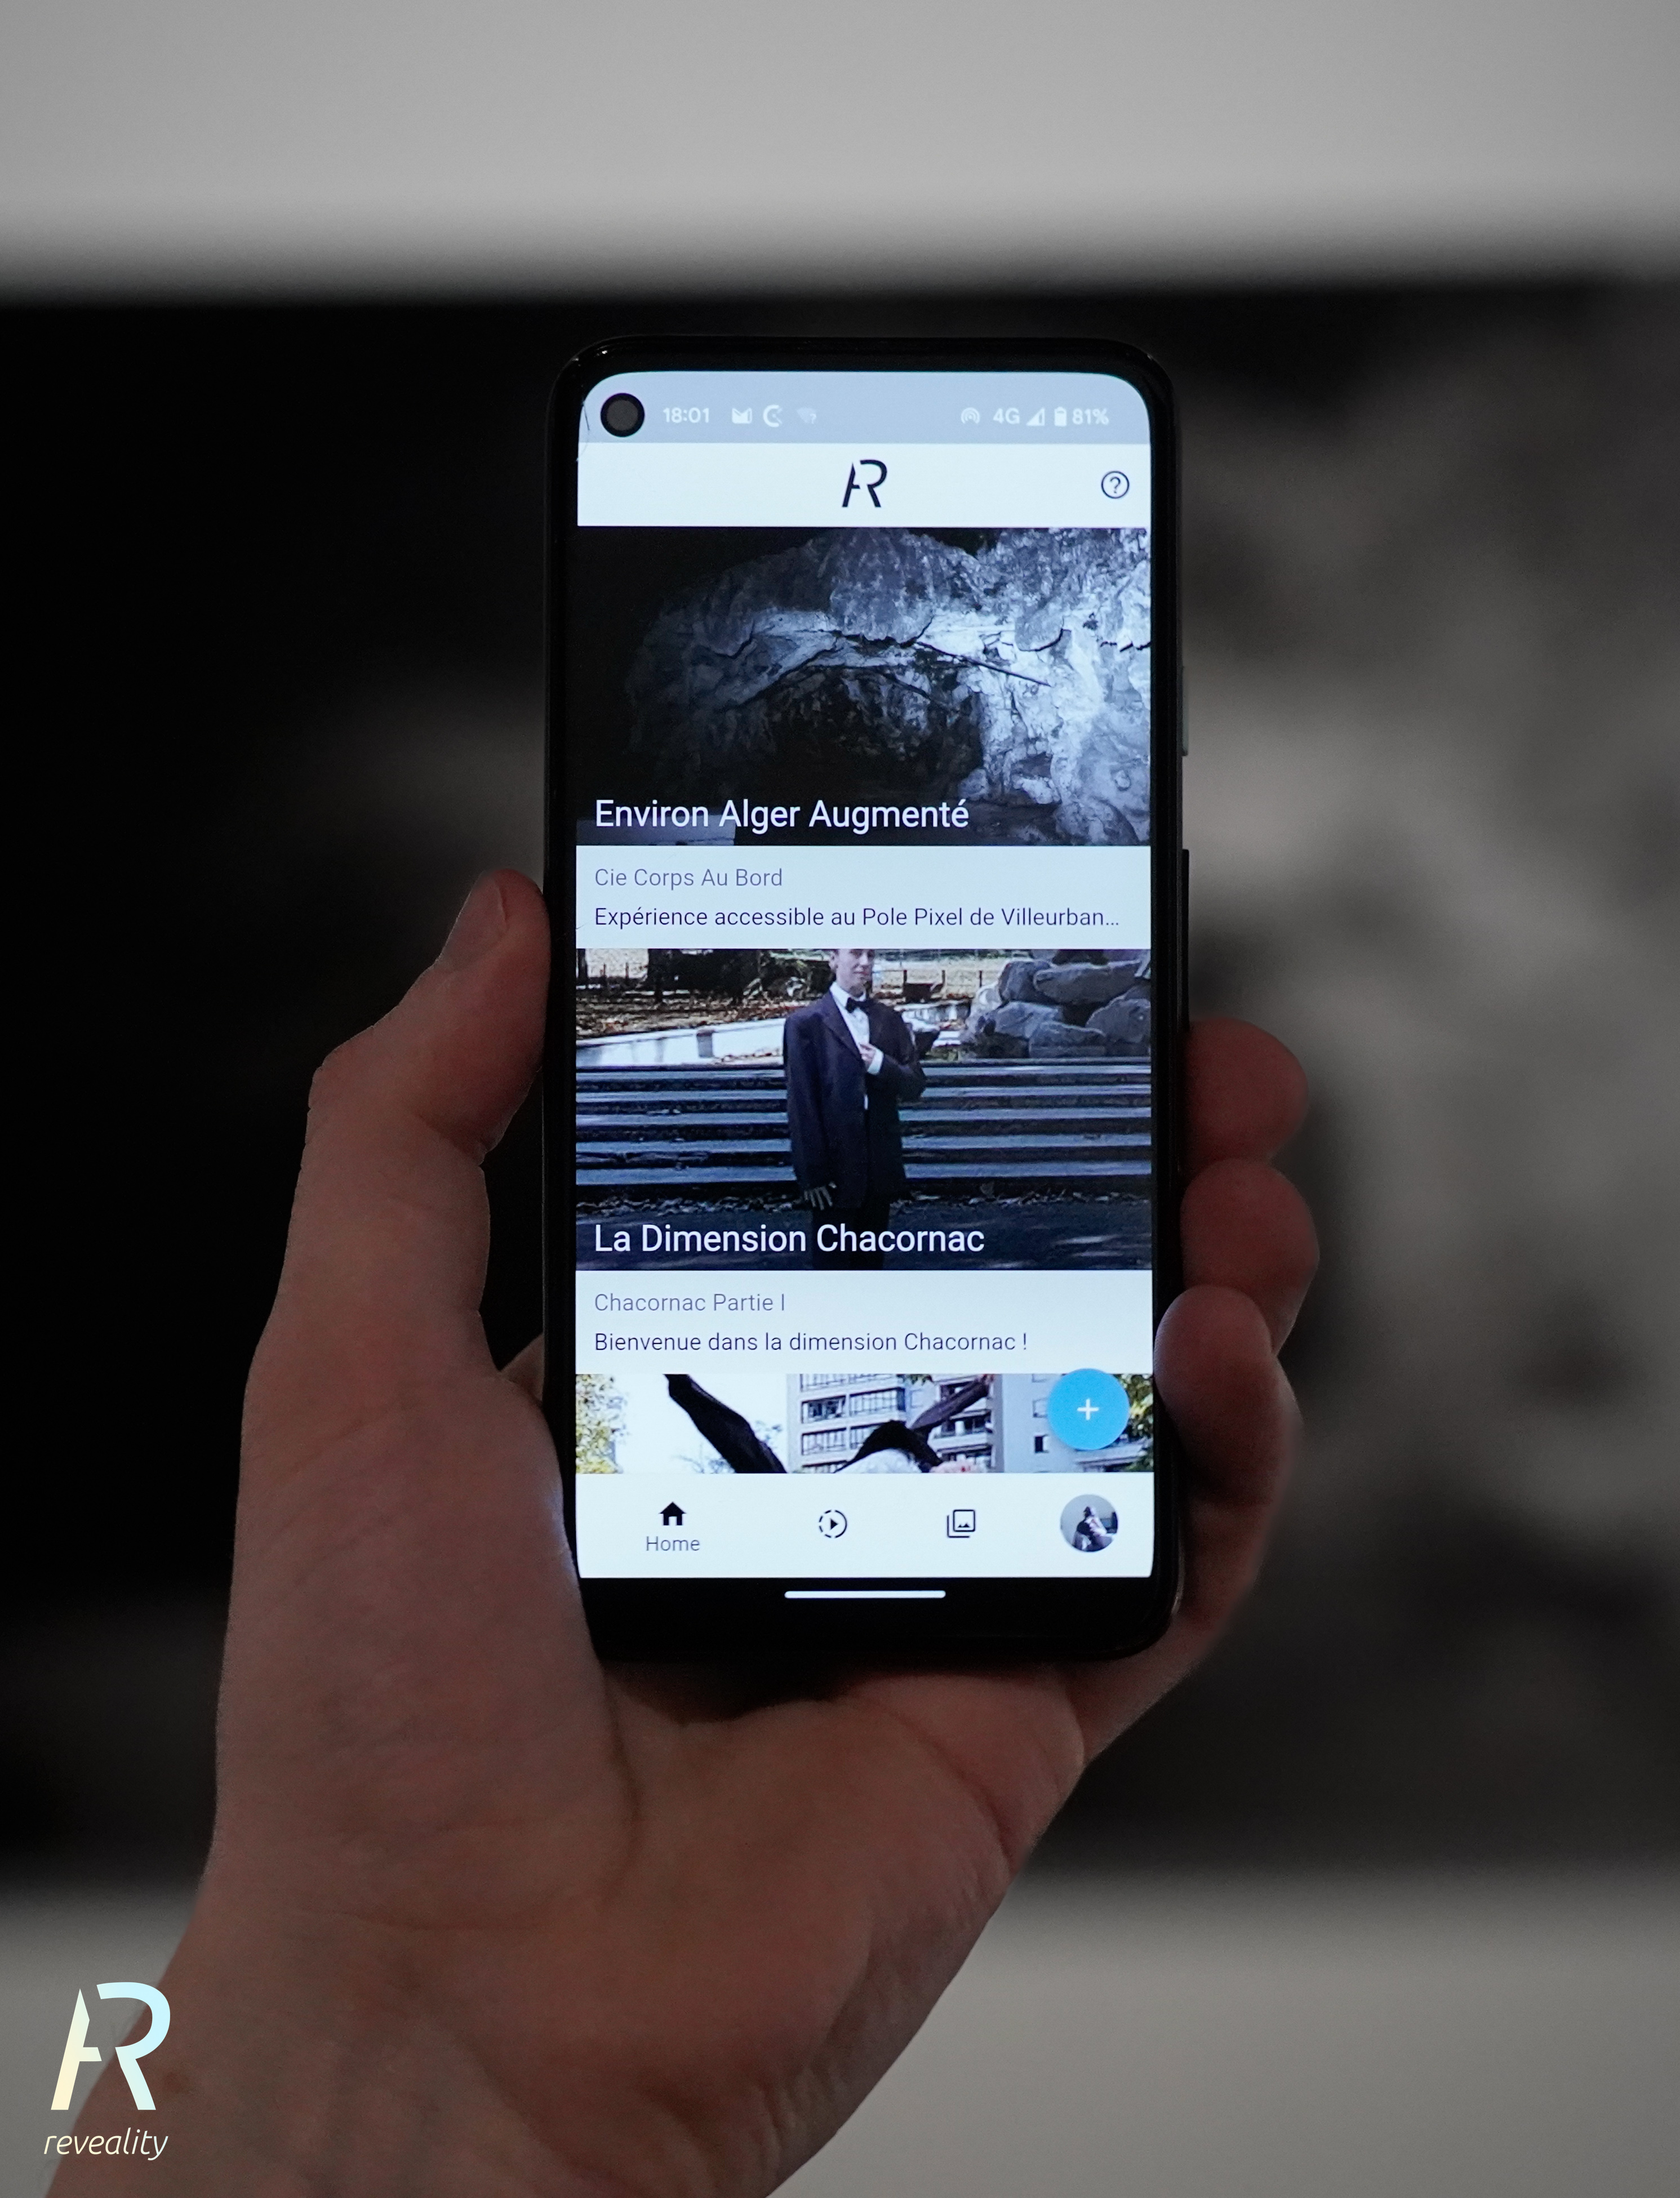 18:01 4G 81%
AR
Environ Alger Augmenté
Cie Corps Au Bord
Expérience accessible au Pole Pixel de Villeurban...
La Dimension Chacornac
Chacornac Partie I
Bienvenue dans la dimension Chacornac !
+
Home
AR
reveality